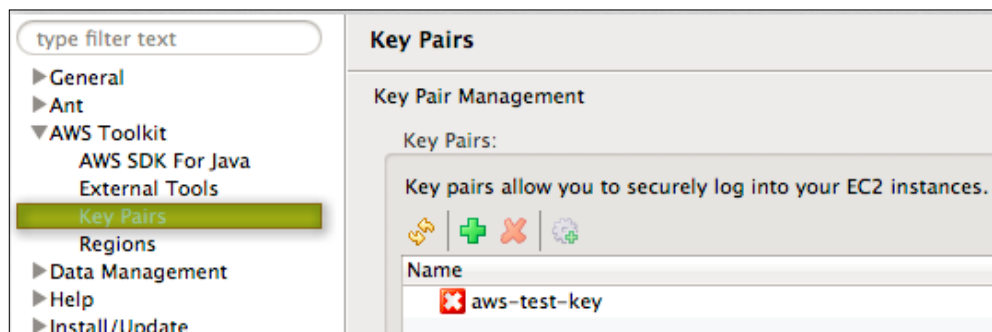 type filter text
General
Ant
AWS Toolkit
AWS SDK For Java
External Tools
Key Pairs
Regions
Data Management
Help
Install/Update
Key Pairs
Key Pair Management
Key Pairs:
Key pairs allow you to securely log into your EC2 instances.
Name
aws-test-key